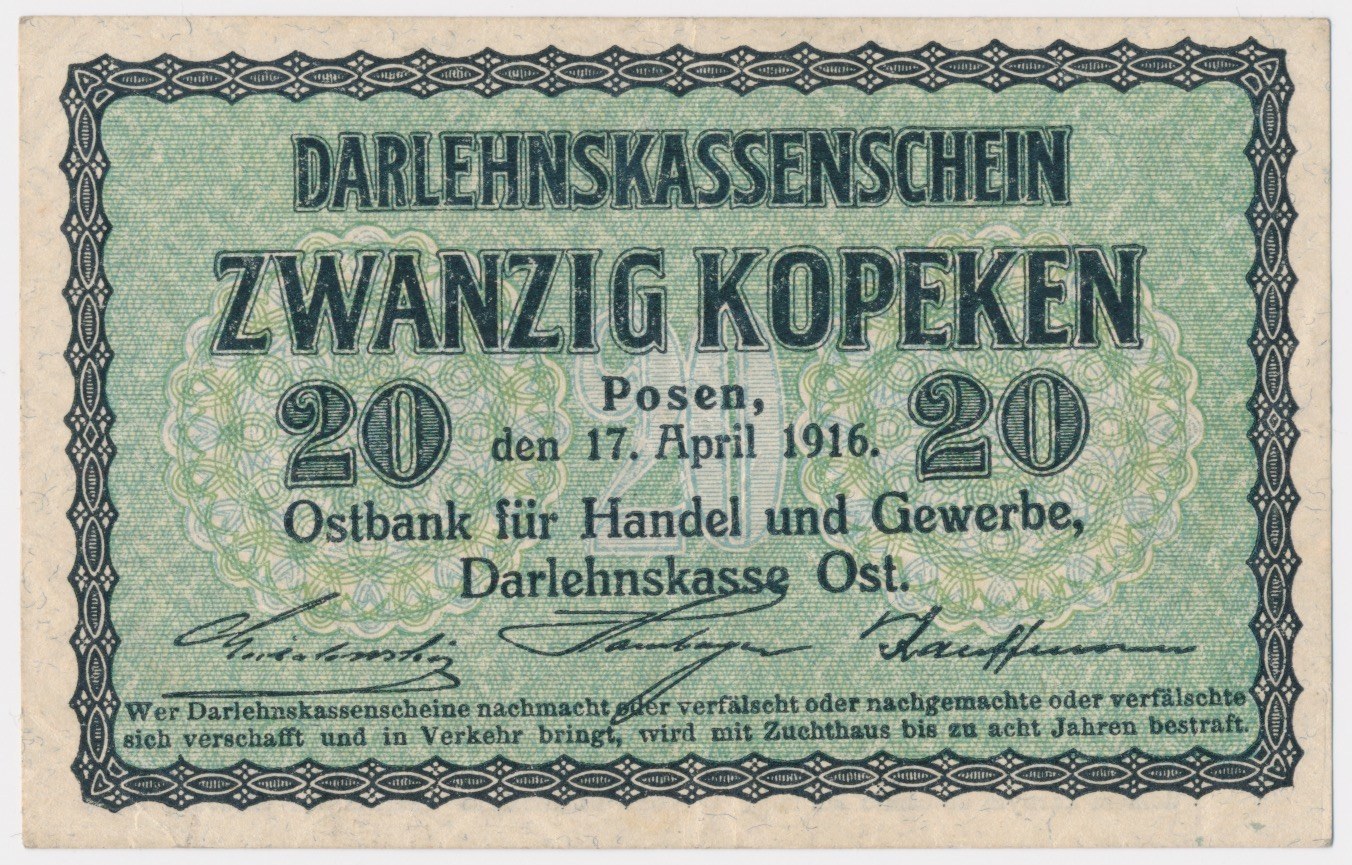 DARLEHNSKASSENSCHEIN
ZWANZIG KOPEKEN
20 Posen, 20
den 17. April 1916.
Ostbank für Handel und Gewerbe,
Darlehnskasse Ost.
Hamburger Kauffmann
Wer Darlehnskassenscheine nachmacht oder verfälscht oder nachgemachte oder verfälschte
sich verschafft und in Verkehr bringt, wird mit Zuchthaus bis zu acht Jahren bestraft.